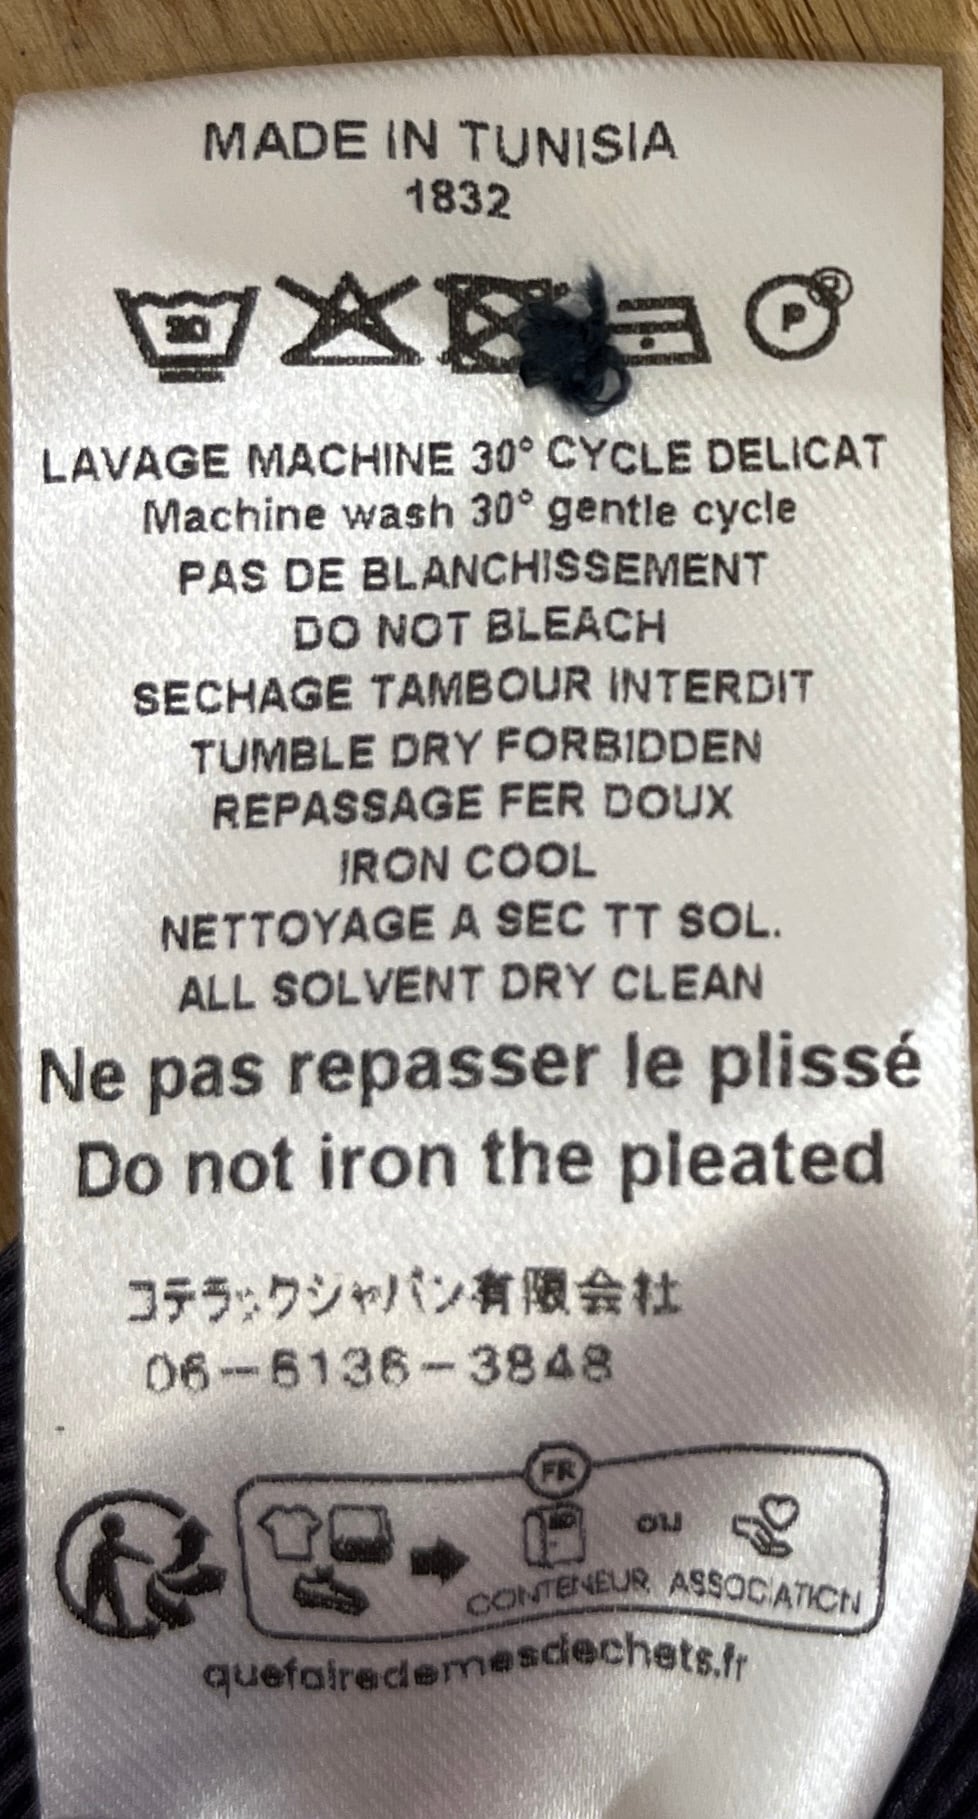 MADE IN TUNISIA
1832
30
P
LAVAGE MACHINE 30° CYCLE DELICAT
Machine wash 30° gentle cycle
PAS DE BLANCHISSEMENT
DO NOT BLEACH
SECHAGE TAMBOUR INTERDIT
TUMBLE DRY FORBIDDEN
REPASSAGE FER DOUX
IRON COOL
NETTOYAGE A SEC TT SOL.
ALL SOLVENT DRY CLEAN
Ne pas repasser le plissé
Do not iron the pleated
コテラックジャパン有限会社
06-6136-3848
FR
ou
CONTENEUR ASSOCIATION
quefairedemesdechets.fr